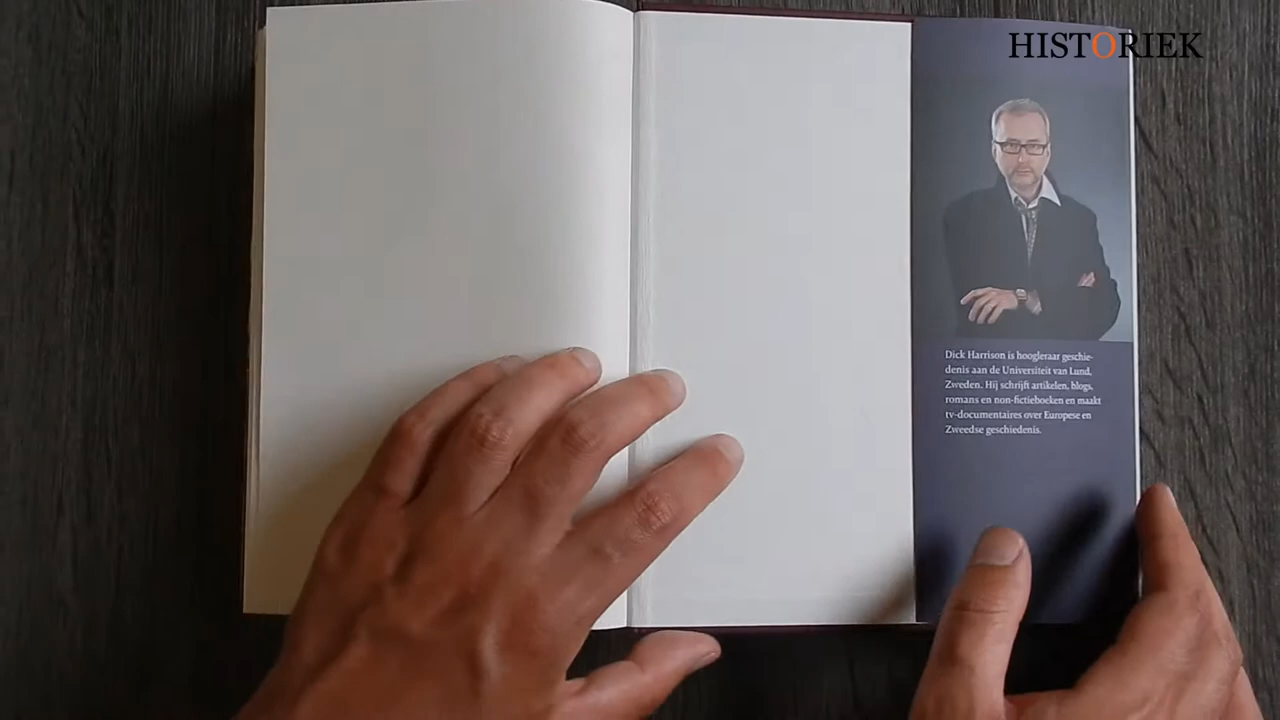 HISTORIEK
Dick Harrison is hoogleraar geschie-
denis aan de Universiteit van Lund,
Zweden. Hij schrijft artikelen, blogs,
romans en non-fictieboeken en maakt
tv-documentaires over Europese en
Zweedse geschiedenis.